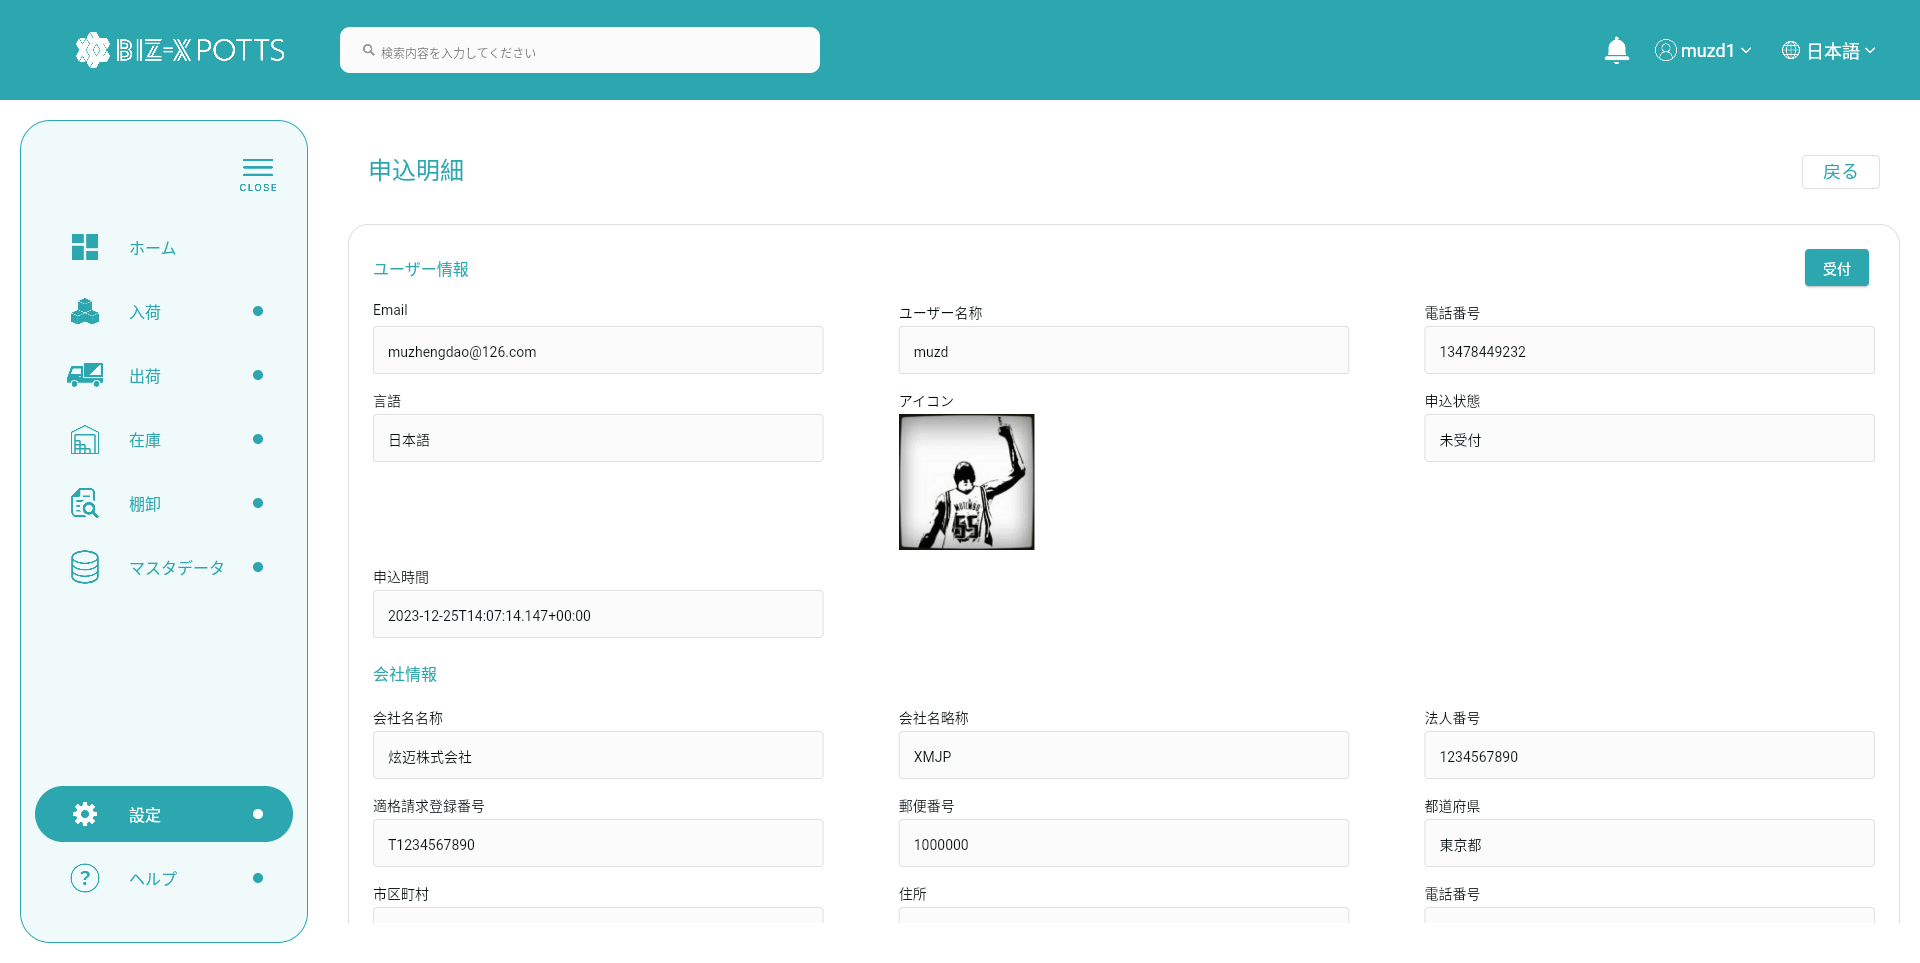 BIZ=X POTTS
検索内容を入力してください
muzd1
日本語
CLOSE
ホーム
入荷
出荷
在庫
棚卸
マスタデータ
設定
ヘルプ
申込明細
戻る
ユーザー情報
受付
Email
ユーザー名称
電話番号
muzhengdao@126.com
muzd
13478449232
言語
アイコン
申込状態
日本語
未受付
MUTOMBO
55
申込時間
2023-12-25T14:07:14.147+00:00
会社情報
会社名名称
会社名略称
法人番号
炫迈株式会社
XMJP
1234567890
適格請求登録番号
郵便番号
都道府県
T1234567890
1000000
東京都
市区町村
住所
電話番号